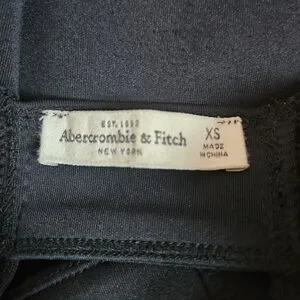 EST. 1892
Abercrombie & Fitch
NEW YORK
XS
MADE
IN CHINA